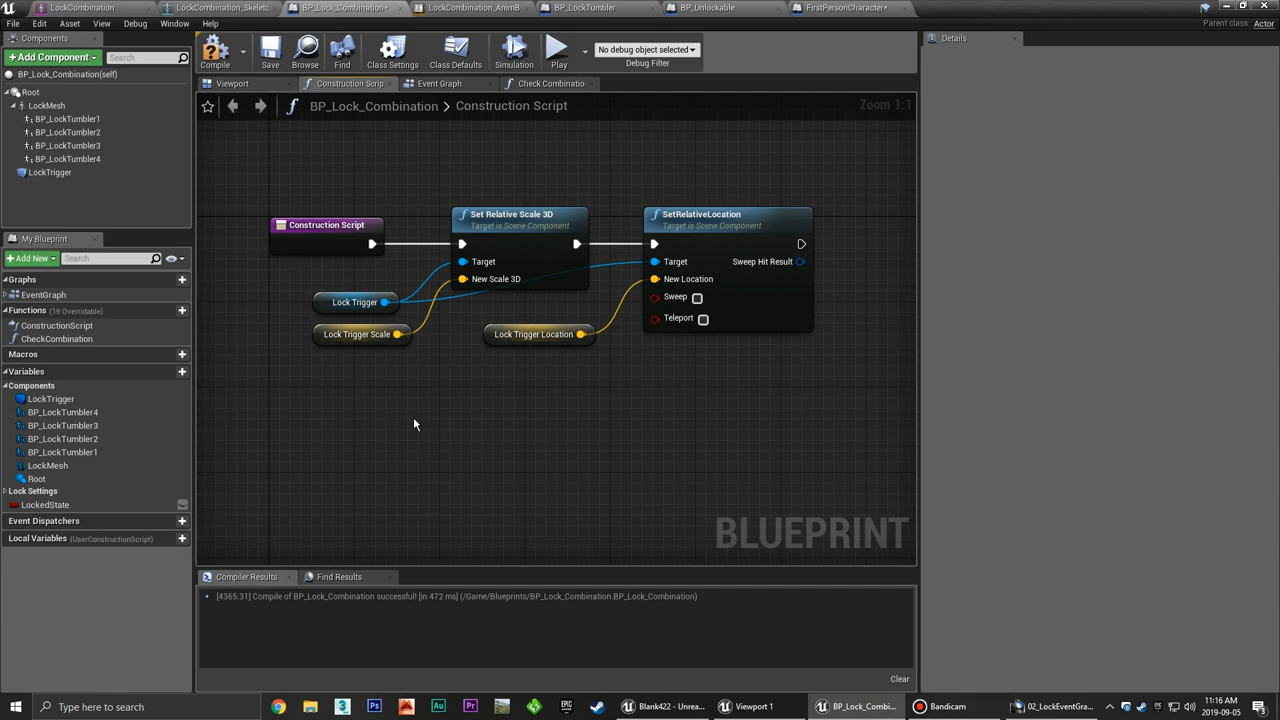 LockCombination
LockCombination_Skeletc
BP_Lock_Combination*
LockCombination_AnimB
BP_LockTumbler
BP_Unlockable
FirstPersonCharacter*
File Edit Asset View Debug Window Help
Parent class: Actor
Components
+Add Component
Search
BP_Lock_Combination(self)
Root
LockMesh
BP_LockTumbler1
BP_LockTumbler2
BP_LockTumbler3
BP_LockTumbler4
LockTrigger
My Blueprint
+Add New
Search
Graphs
EventGraph
Functions (19 Overridable)
ConstructionScript
CheckCombination
Macros
Variables
Components
LockTrigger
BP_LockTumbler4
BP_LockTumbler3
BP_LockTumbler2
BP_LockTumbler1
LockMesh
Root
Lock Settings
LockedState
Event Dispatchers
Local Variables (UserConstructionScript)
Compile
Save
Browse
Find
Class Settings
Class Defaults
Simulation
Play
No debug object selected
Debug Filter
Viewport
Construction Scrip
Event Graph
Check Combinatio
BP_Lock_Combination > Construction Script
Zoom 1:1
Construction Script
Lock Trigger
Lock Trigger Scale
Set Relative Scale 3D
Target is Scene Component
Target
New Scale 3D
Lock Trigger Location
SetRelativeLocation
Target is Scene Component
Target
Sweep Hit Result
New Location
Sweep
Teleport
BLUEPRINT
Compiler Results
Find Results
[4365.31] Compile of BP_Lock_Combination successful! [in 472 ms] (/Game/Blueprints/BP_Lock_Combination.BP_Lock_Combination)
Clear
Details
Type here to search
Blank422 - Unrea...
Viewport 1
BP_Lock_Combi...
Bandicam
02_LockEventGra...
11:16 AM
2019-09-05